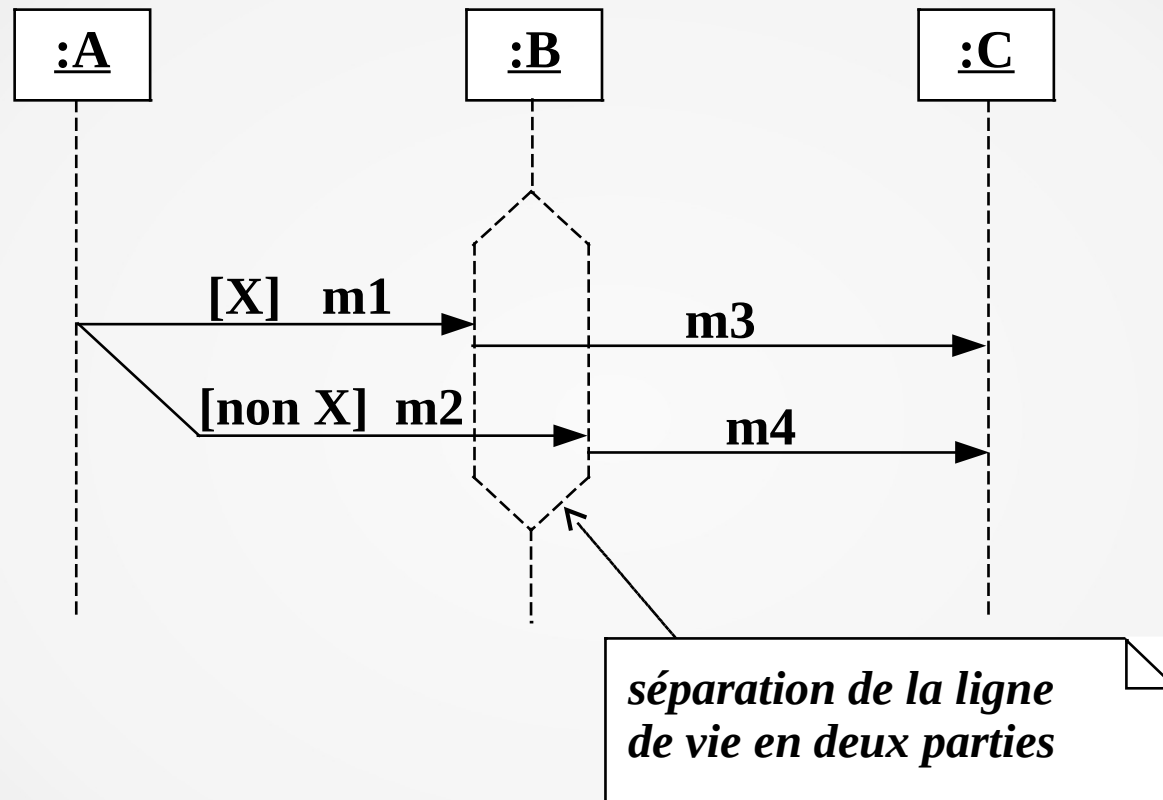 :A
:B
:C
[X] m1
m3
[non X] m2
m4
séparation de la ligne
de vie en deux parties